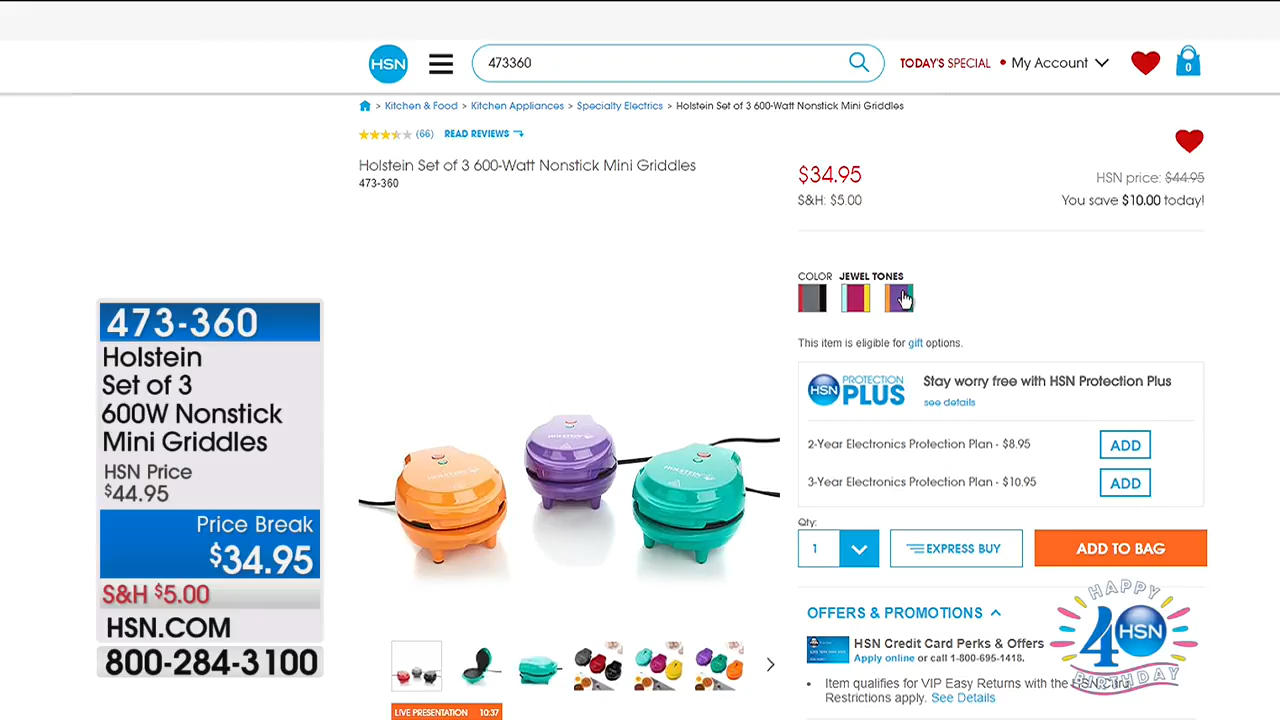 HSN
473360
TODAY'S SPECIAL
My Account
0
> Kitchen & Food > Kitchen Appliances > Specialty Electrics > Holstein Set of 3 600-Watt Nonstick Mini Griddles
(66) READ REVIEWS
Holstein Set of 3 600-Watt Nonstick Mini Griddles
473-360
$34.95
HSN price: $44.95
S&H: $5.00
You save $10.00 today!
COLOR JEWEL TONES
This item is eligible for gift options.
HSN PROTECTION PLUS
Stay worry free with HSN Protection Plus
see details
2-Year Electronics Protection Plan - $8.95
ADD
3-Year Electronics Protection Plan - $10.95
ADD
Qty:
1
EXPRESS BUY
ADD TO BAG
OFFERS & PROMOTIONS
HSN Credit Card Perks & Offers
Apply online or call 1-800-695-1418.
• Item qualifies for VIP Easy Returns with the HSN
Restrictions apply. See Details
HAPPY
40 HSN
BIRTHDAY
LIVE PRESENTATION 10:37
473-360
Holstein
Set of 3
600W Nonstick
Mini Griddles
HSN Price
$44.95
Price Break
$34.95
S&H $5.00
HSN.COM
800-284-3100